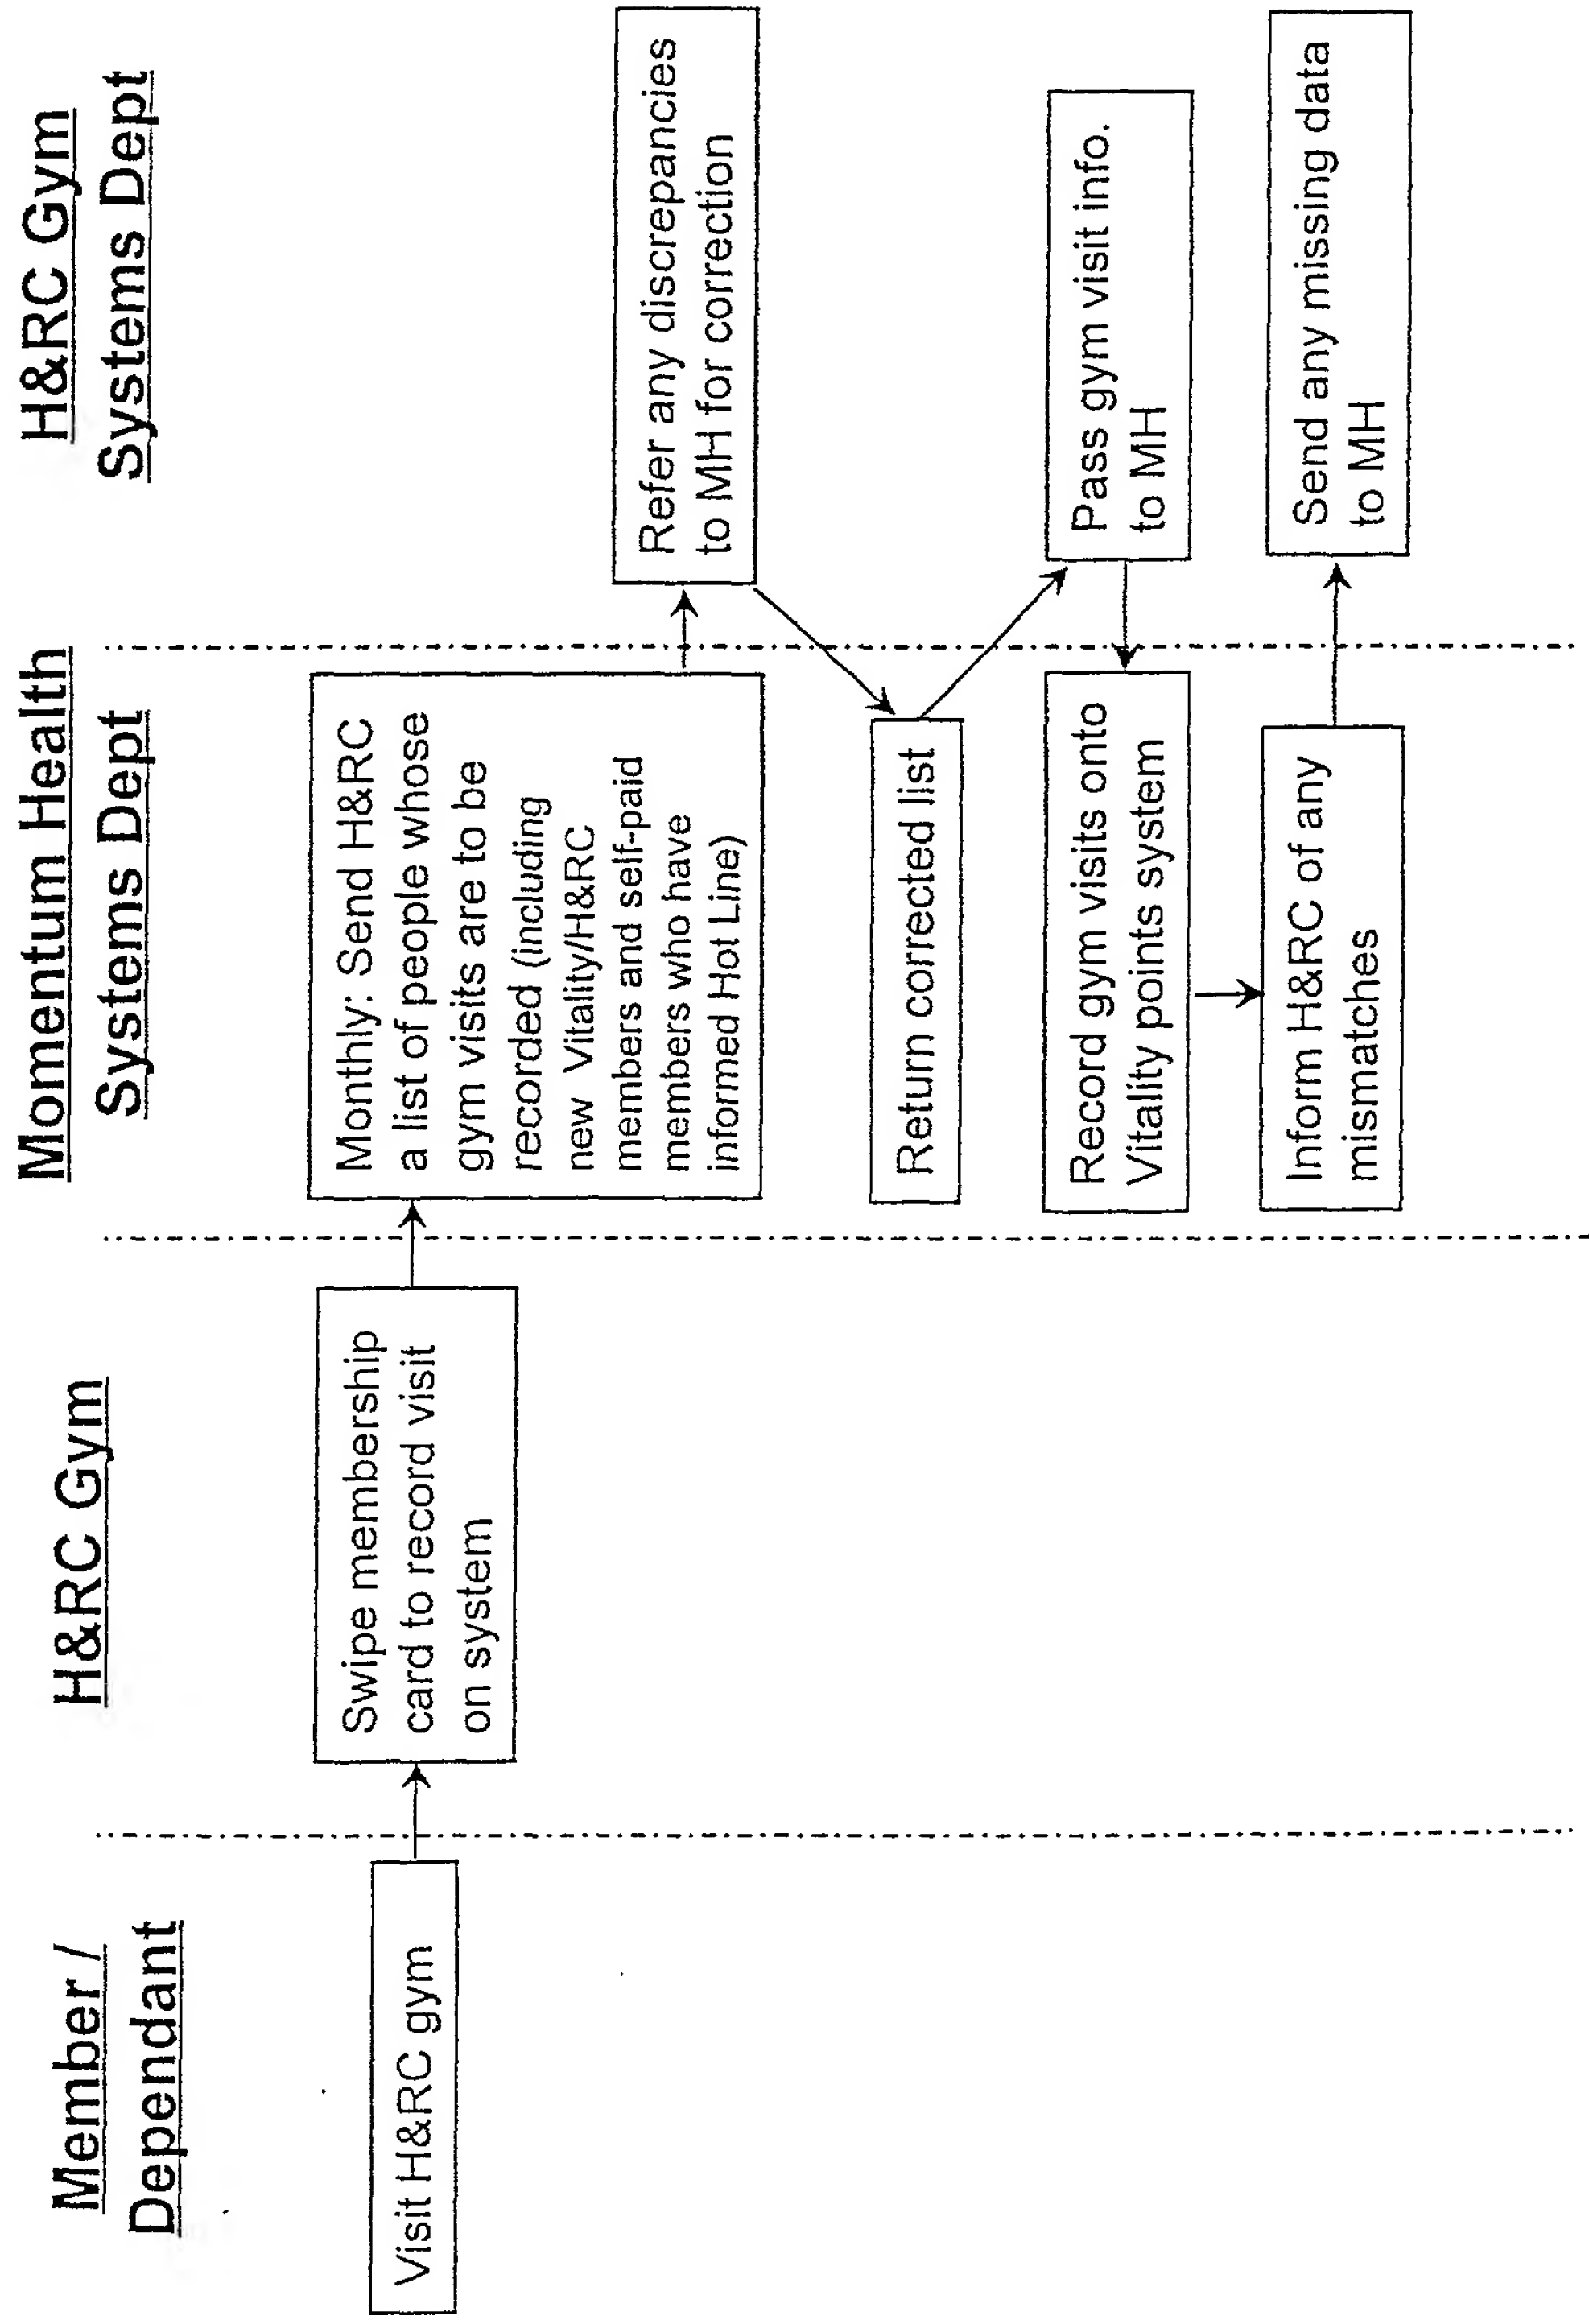 Member /
Dependant
H&RC Gym
Momentum Health
Systems Dept
H&RC Gym
Systems Dept
Visit H&RC gym
Swipe membership
card to record visit
on system
Monthly: Send H&RC
a list of people whose
gym visits are to be
recorded (including
new Vitality/H&RC
members and self-paid
members who have
informed Hot Line)
Refer any discrepancies
to MH for correction
Return corrected list
Pass gym visit info.
to MH
Record gym visits onto
Vitality points system
Inform H&RC of any
mismatches
Send any missing data
to MH